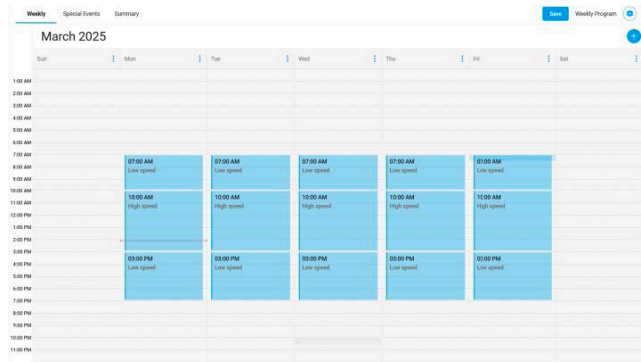 Weekly Special Events Summary Save Weekly Program
March 2025
Sun Mon Tue Wed Thu Fri Sat
1:00 AM
2:00 AM
3:00 AM
4:00 AM
5:00 AM
6:00 AM
7:00 AM
07:00 AM 07:00 AM 07:00 AM 07:00 AM 07:00 AM
8:00 AM
Low speed Low speed Low speed Low speed Low speed
9:00 AM
10:00 AM
10:00 AM 10:00 AM 10:00 AM 10:00 AM 10:00 AM
11:00 AM
High speed High speed High speed High speed High speed
12:00 PM
1:00 PM
2:00 PM
3:00 PM
03:00 PM 03:00 PM 03:00 PM 03:00 PM 03:00 PM
4:00 PM
Low speed Low speed Low speed Low speed Low speed
5:00 PM
6:00 PM
7:00 PM
8:00 PM
9:00 PM
10:00 PM
11:00 PM